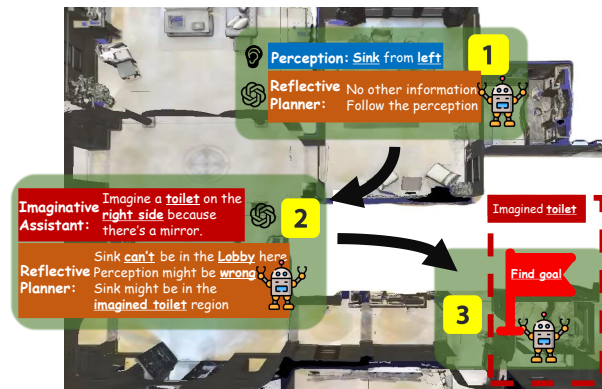 1
Perception: Sink from left
Reflective Planner:
No other information
Follow the perception
2
Imaginative Assistant:
Imagine a toilet on the
right side because
there's a mirror.
Reflective Planner:
Sink can't be in the Lobby here
Perception might be wrong
Sink might be in the
imagined toilet region
Imagined toilet
Find goal
3